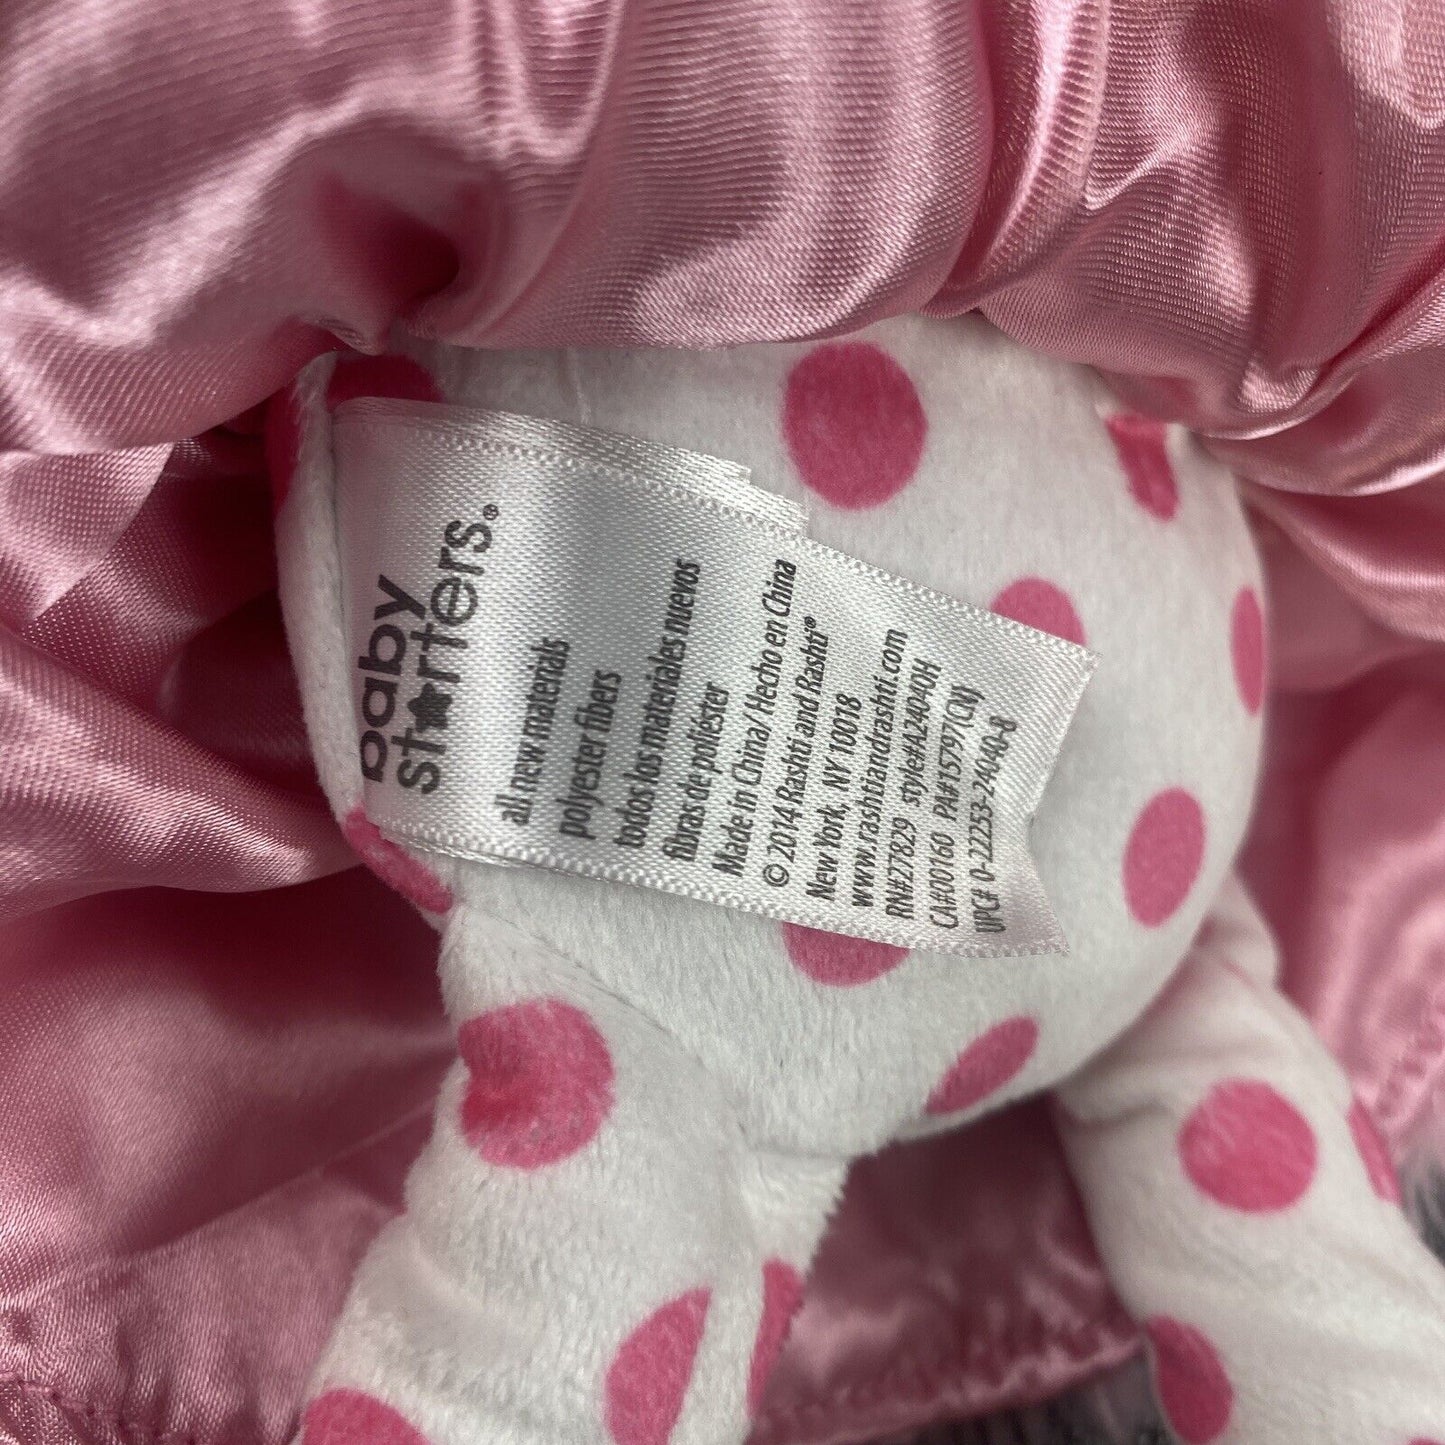 baby
starters®
all new materials
polyester fibers
todos los materiales nuevos
fibras de poliéster
Made in China/ Hecho en China
© 2014 Rashti and Rashti®
New York, NY 10018
www.rashtiandrashti.com
RN#27829 style#A24040H
CA#00160 PA#15797(CN)
UPC# 0-22253-24040-8